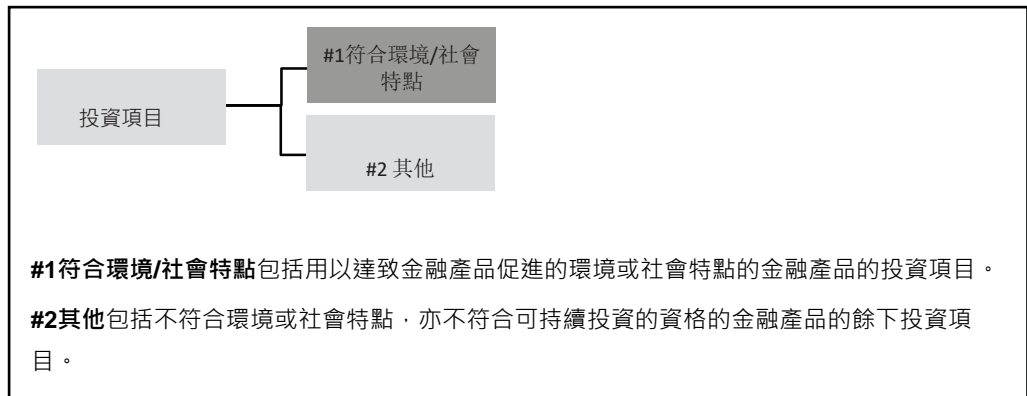 #1符合環境/社會
特點
投資項目
#2 其他
#1符合環境/社會特點包括用以達致金融產品促進的環境或社會特點的金融產品的投資項目。
#2其他包括不符合環境或社會特點，亦不符合可持續投資的資格的金融產品的餘下投資項
目。